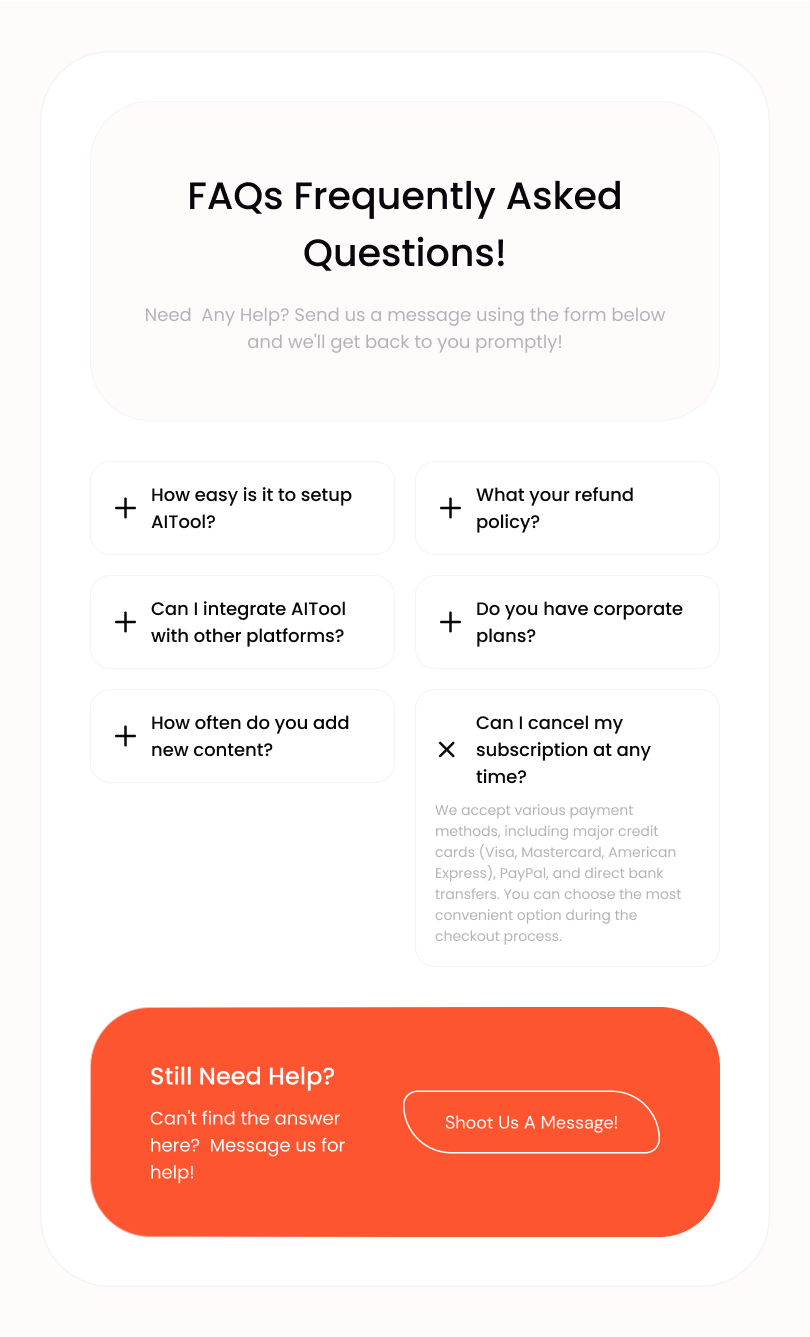 FAQs Frequently Asked
Questions!
Need  Any Help? Send us a message using the form below
and we'll get back to you promptly!
How easy is it to setup
AITool?
What your refund
policy?
Can I integrate AITool
with other platforms?
Do you have corporate
plans?
How often do you add
new content?
Can I cancel my
subscription at any
time?
We accept various payment
methods, including major credit
cards (Visa, Mastercard, American
Express), PayPal, and direct bank
transfers. You can choose the most
convenient option during the
checkout process.
Still Need Help?
Can't find the answer
here?  Message us for
help!
Shoot Us A Message!